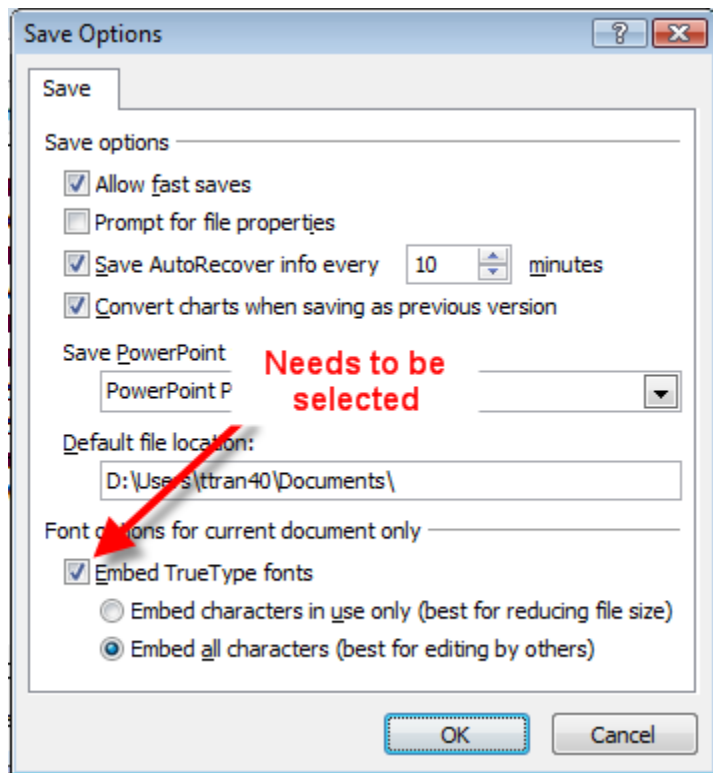 Save Options
Save
Save options
Allow fast saves
Prompt for file properties
Save AutoRecover info every 10 minutes
Convert charts when saving as previous version
Save PowerPoint
Needs to be
selected
PowerPoint P
Default file location:
D:\Users\ttran40\Documents\
Font options for current document only
Embed TrueType fonts
Embed characters in use only (best for reducing file size)
Embed all characters (best for editing by others)
OK Cancel